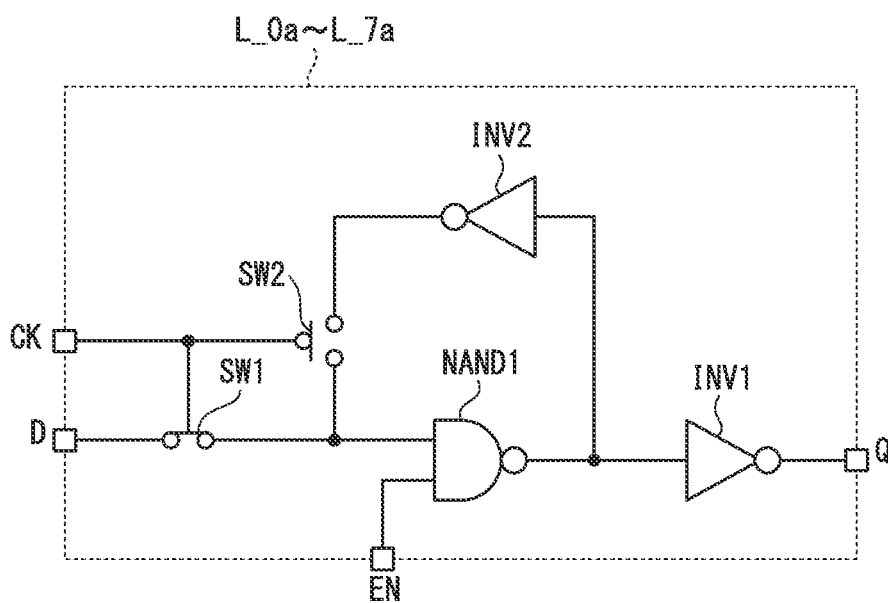 L_0a～L_7a
INV2
SW2
CK
SW1
NAND1
INV1
D
Q
EN